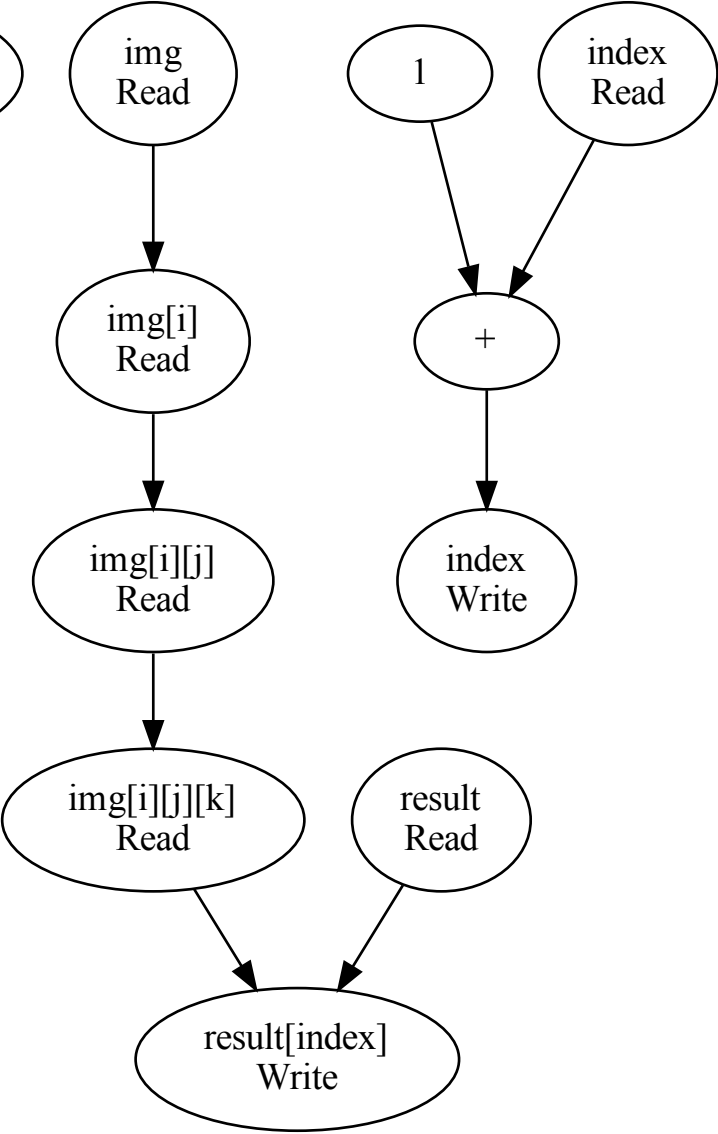 img
Read
1
index
Read
img[i]
Read
+
img[i][j]
Read
index
Write
img[i][j][k]
Read
result
Read
result[index]
Write